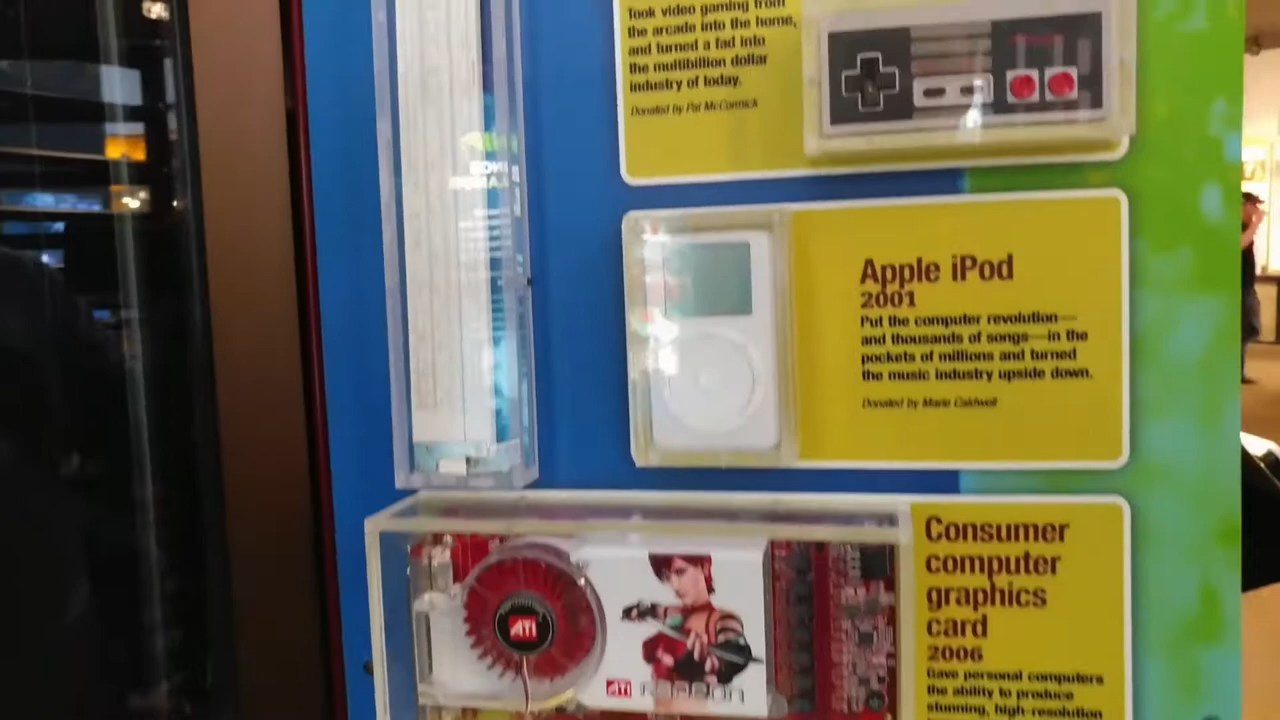 Took video gaming from
the arcade into the home,
and turned a fad into
the multibillion dollar
industry of today.
Donated by Pat McCormick
Apple iPod
2001
Put the computer revolution—
and thousands of songs—in the
pockets of millions and turned
the music industry upside down.
Donated by Marie Caldwell
Consumer
computer
graphics
card
2006
Gave personal computers
the ability to produce
stunning, high-resolution
ATI
ATI RADEON